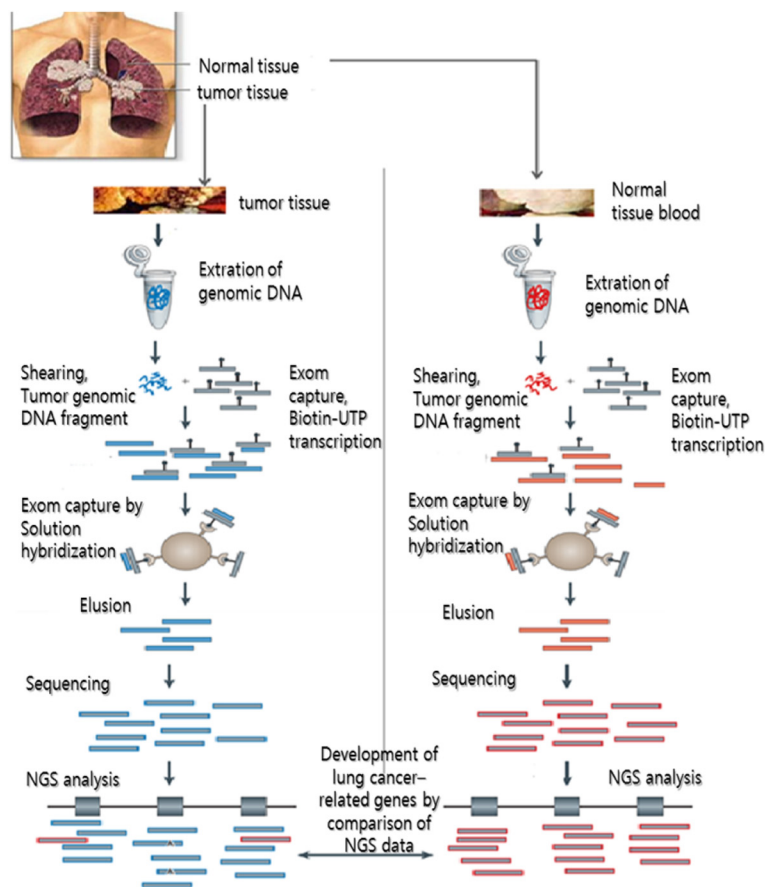 Normal tissue
tumor tissue
tumor tissue
Extration of
genomic DNA
Shearing,
Tumor genomic
DNA fragment
+
Exom
capture,
Biotin-UTP
transcription
Exom capture by
Solution
hybridization
Elusion
Sequencing
NGS analysis
Normal
tissue blood
Extration of
genomic DNA
Shearing,
Tumor genomic
DNA fragment
+
Exom
capture,
Biotin-UTP
transcription
Exom capture by
Solution
hybridization
Elusion
Sequencing
NGS analysis
Development of
lung cancer–
related genes by
comparison of
NGS data